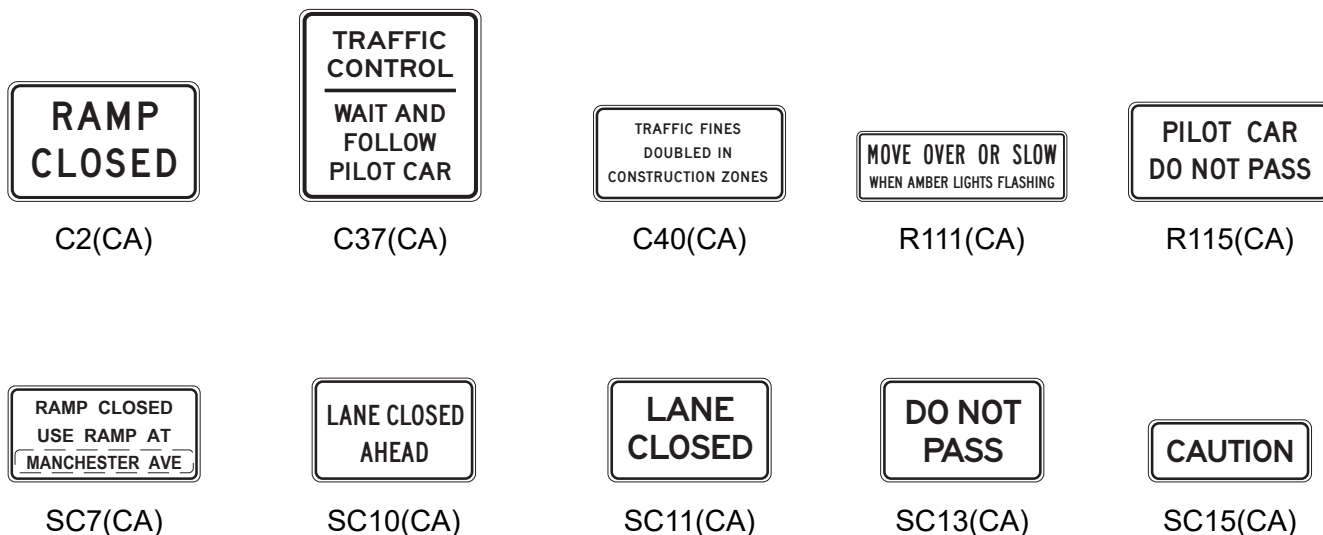 RAMP
CLOSED
C2(CA)
TRAFFIC
CONTROL
WAIT AND
FOLLOW
PILOT CAR
C37(CA)
TRAFFIC FINES
DOUBLED IN
CONSTRUCTION ZONES
C40(CA)
MOVE OVER OR SLOW
WHEN AMBER LIGHTS FLASHING
R111(CA)
PILOT CAR
DO NOT PASS
R115(CA)
RAMP CLOSED
USE RAMP AT
MANCHESTER AVE
SC7(CA)
LANE CLOSED
AHEAD
SC10(CA)
LANE
CLOSED
SC11(CA)
DO NOT
PASS
SC13(CA)
CAUTION
SC15(CA)